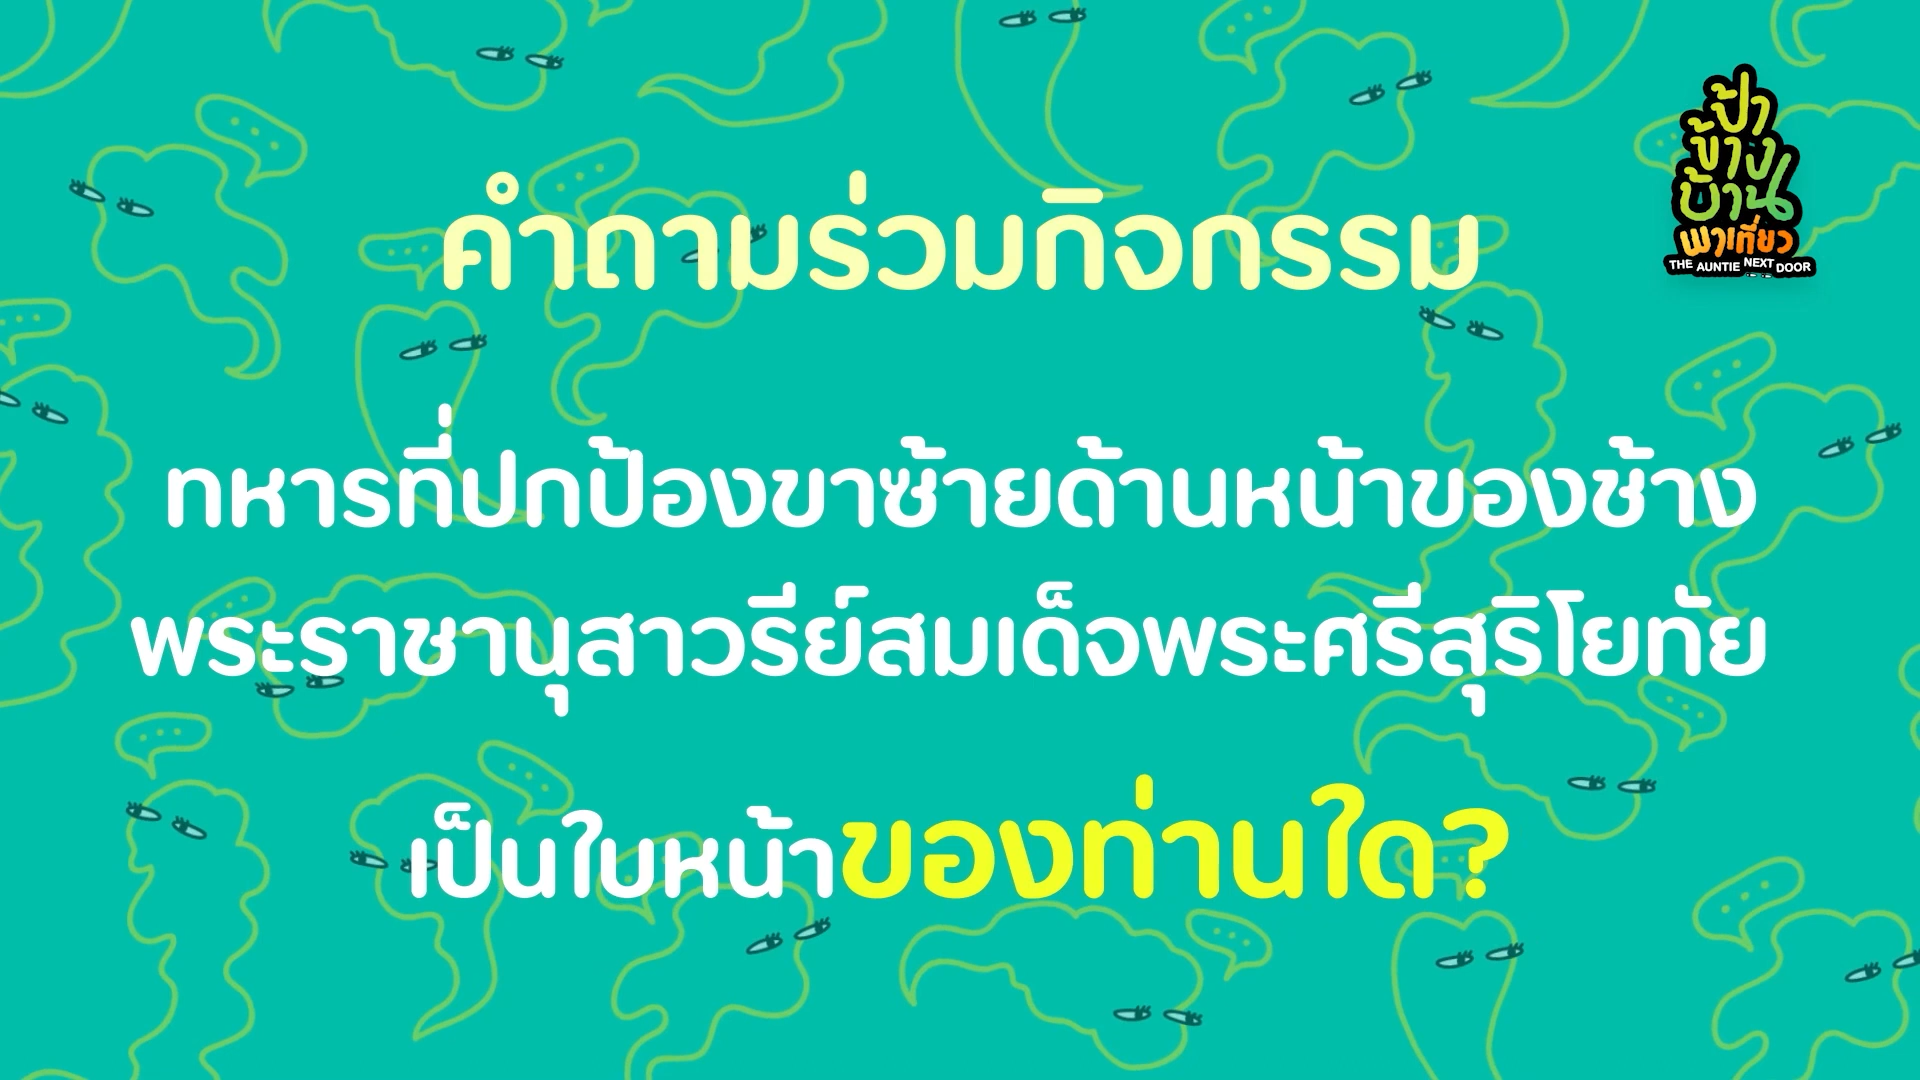 ป้า
ข้าง
บ้าน
พาเที่ยว
THE AUNTIE NEXT DOOR
คำถามร่วมกิจกรรม
ทหารที่ปกป้องขาซ้ายด้านหน้าของช้าง
พระราชานุสาวรีย์สมเด็จพระศรีสุริโยทัย
เป็นใบหน้าของท่านใด?